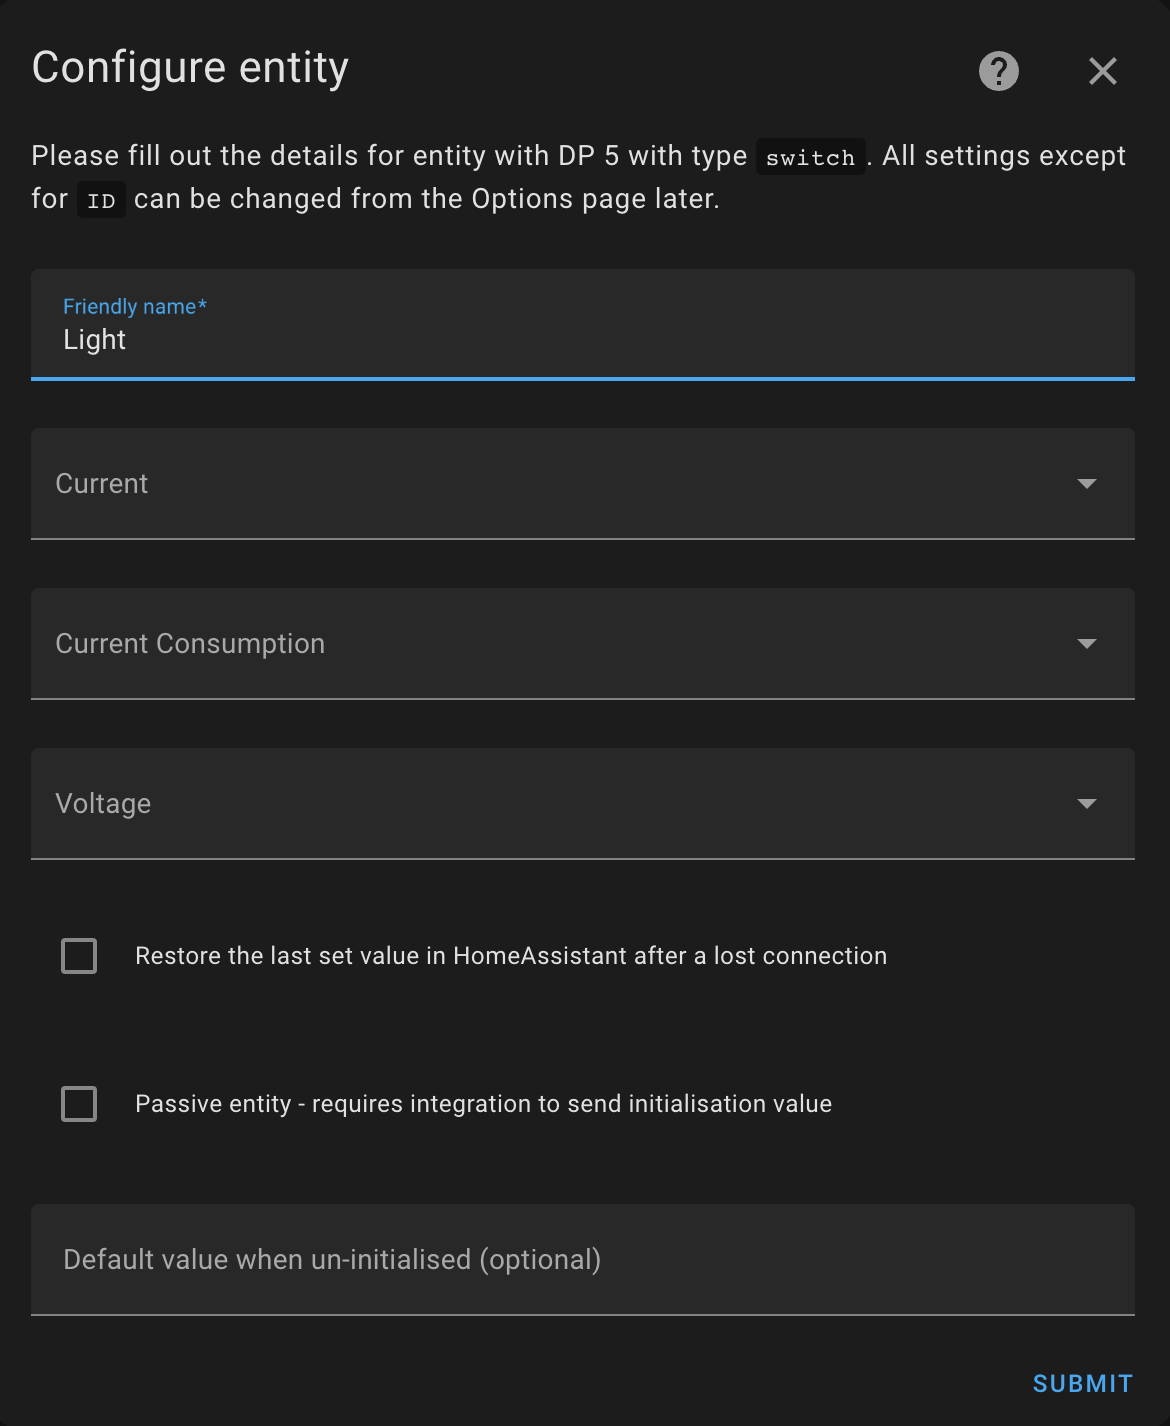 Configure entity
Please fill out the details for entity with DP 5 with type switch. All settings except
for ID can be changed from the Options page later.
Friendly name*
Light
Current
Current Consumption
Voltage
Restore the last set value in HomeAssistant after a lost connection
Passive entity - requires integration to send initialisation value
Default value when un-initialised (optional)
SUBMIT